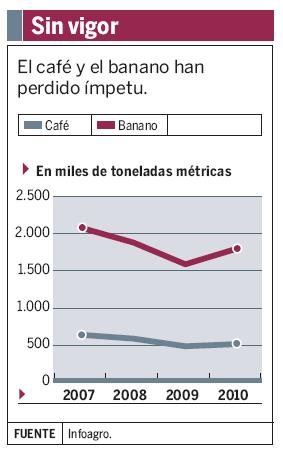 Sin vigor
El café y el banano han
perdido ímpetu.
Café Banano
En miles de toneladas métricas
2.500
2.000
1.500
1.000
500
0
2007 2008 2009 2010
FUENTE Infoagro.